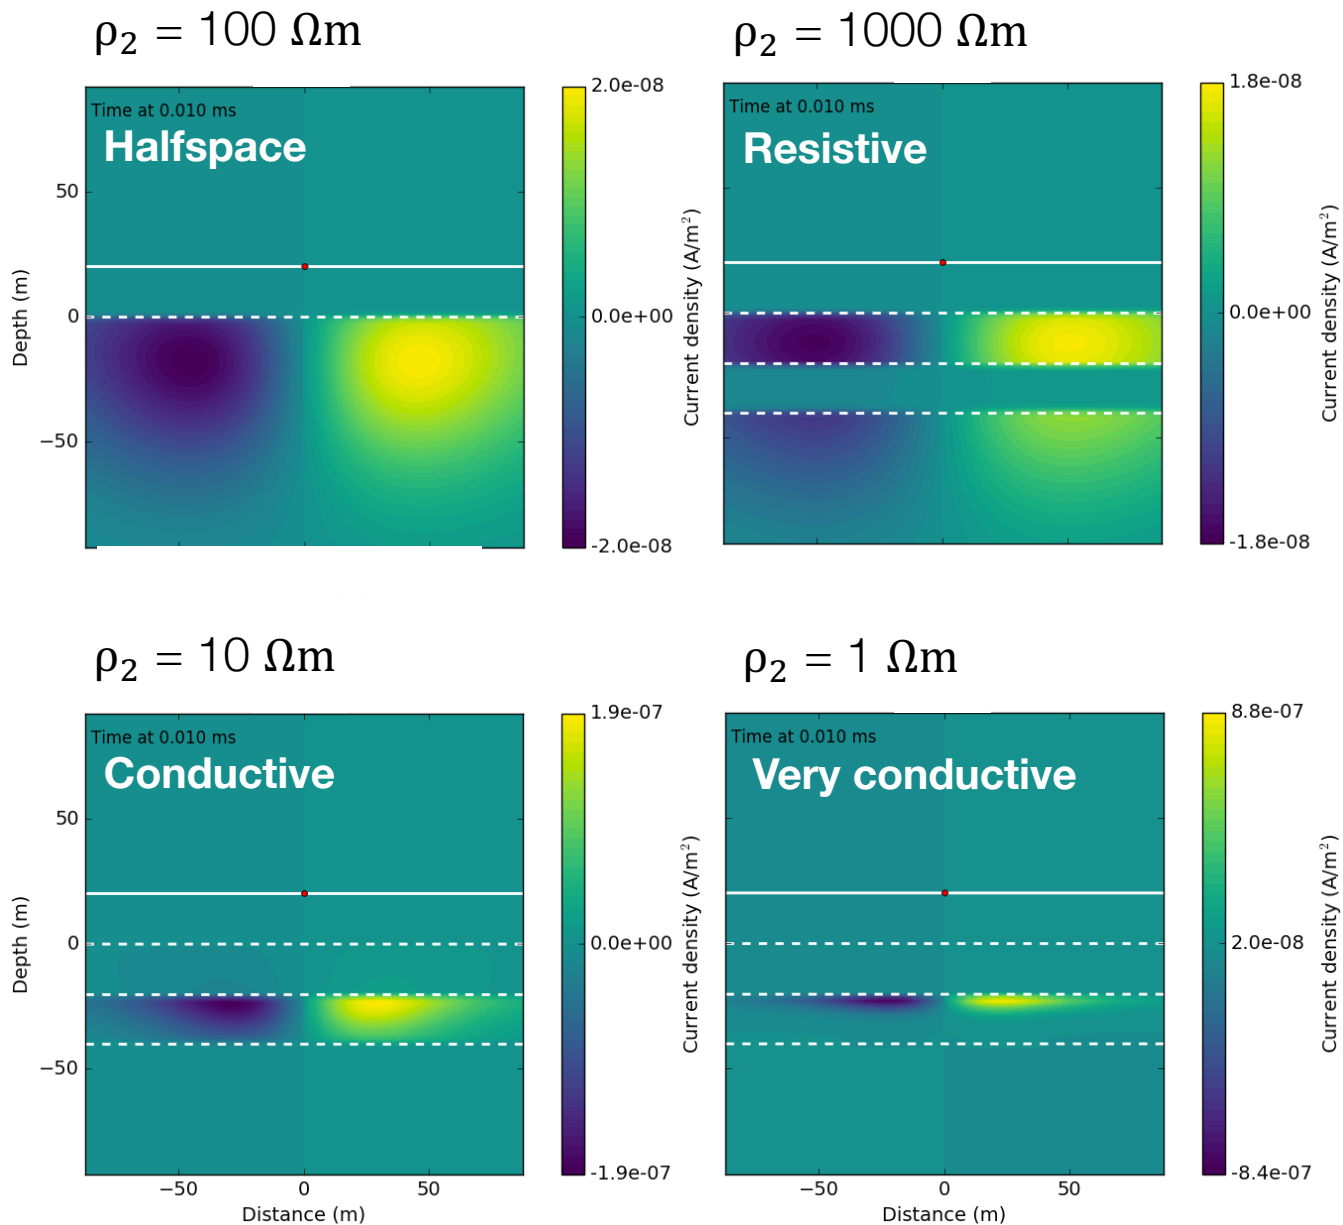 ρ₂ = 100 Ωm
Time at 0.010 ms
Halfspace
50
0
−50
Depth (m)
2.0e-08
0.0e+00
-2.0e-08
Current density (A/m²)
ρ₂ = 1000 Ωm
Time at 0.010 ms
Resistive
1.8e-08
0.0e+00
-1.8e-08
Current density (A/m²)
ρ₂ = 10 Ωm
Time at 0.010 ms
Conductive
50
0
−50
Depth (m)
−50 0 50
Distance (m)
1.9e-07
0.0e+00
-1.9e-07
Current density (A/m²)
ρ₂ = 1 Ωm
Time at 0.010 ms
Very conductive
−50 0 50
Distance (m)
8.8e-07
2.0e-08
-8.4e-07
Current density (A/m²)